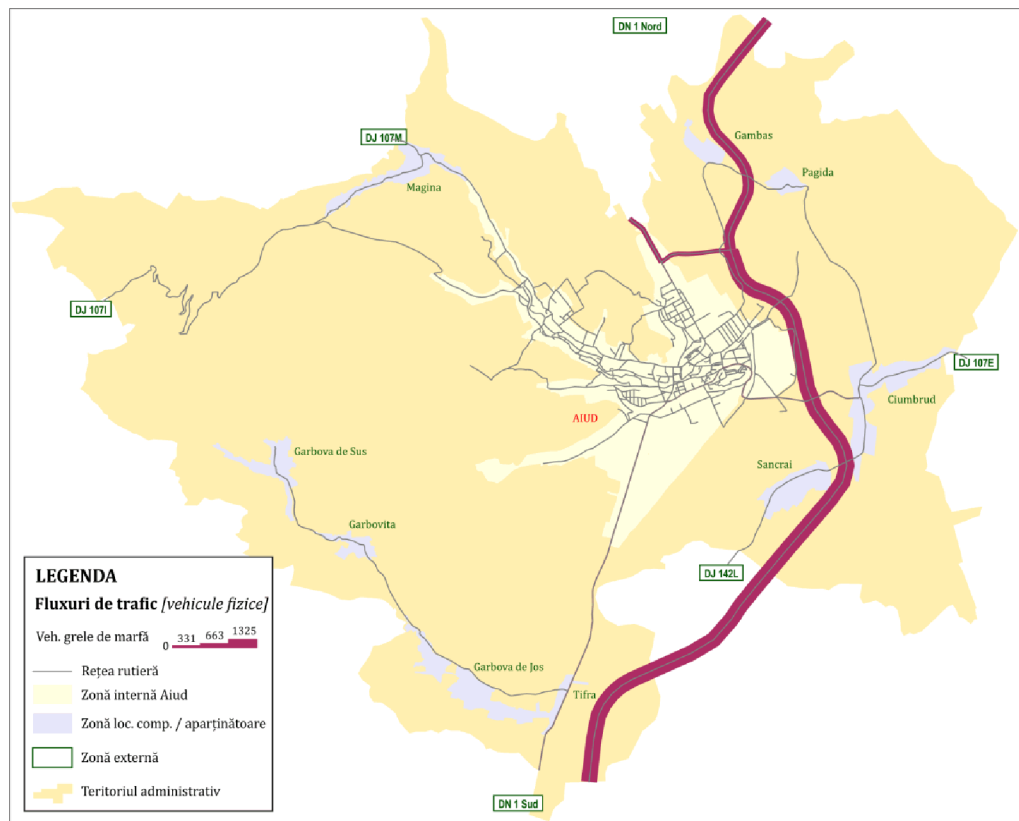 DN 1 Nord
Gambas
DJ 107M
Pagida
Magina
DJ 107I
DJ 107E
Ciumbrud
AIUD
Garbova de Sus
Sancrai
Garbovita
DJ 142L
Garbova de Jos
Tifra
DN 1 Sud
LEGENDA
Fluxuri de trafic [vehicule fizice]
Veh. grele de marfă 0 331 663 1325
Rețea rutieră
Zonă internă Aiud
Zonă loc. comp. / aparținătoare
Zonă externă
Teritoriul administrativ